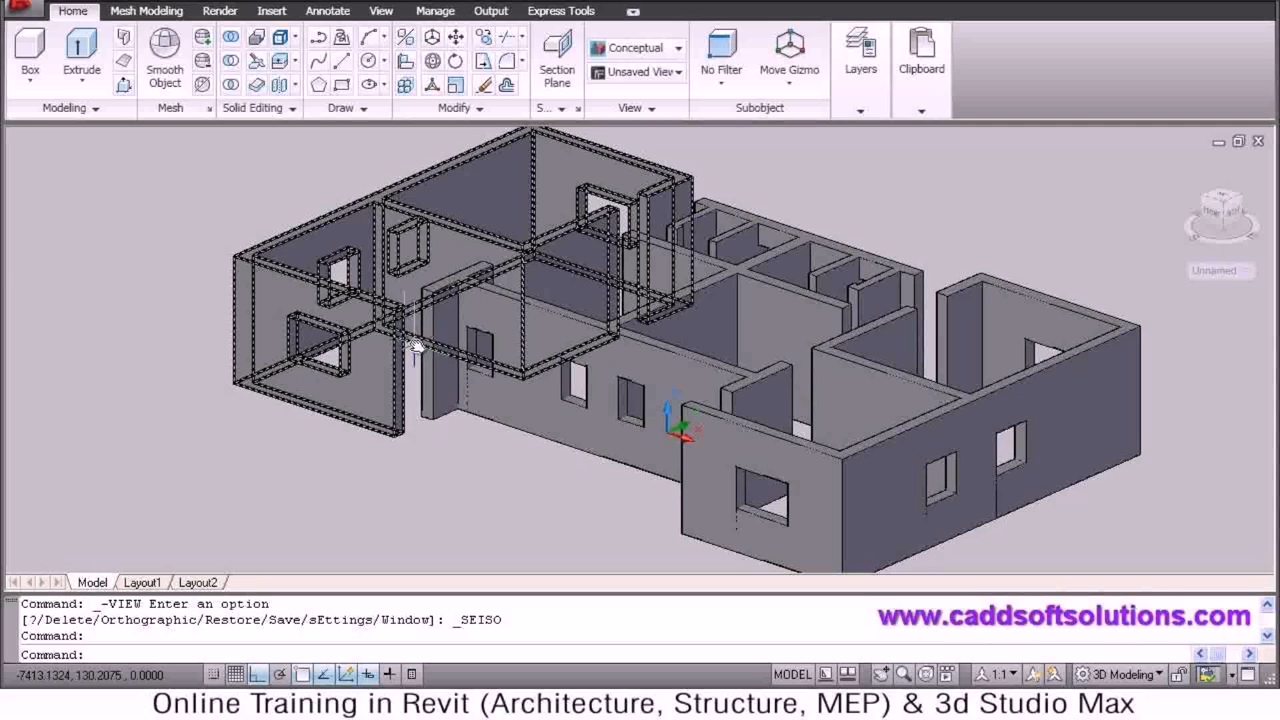 Home Mesh Modeling Render Insert Annotate View Manage Output Express Tools
Box Extrude Smooth Object Section Plane Conceptual Unsaved View No Filter Move Gizmo Layers Clipboard
Modeling Mesh Solid Editing Draw Modify S... View Subobject
Unnamed
Model Layout1 Layout2
Command: _-VIEW Enter an option
[?/Delete/Orthographic/Restore/Save/sEttings/Window]: _SEISO
Command:
Command:
www.caddsoftsolutions.com
-7413.1324, 130.2075, 0.0000 MODEL 1:1 3D Modeling
Online Training in Revit (Architecture, Structure, MEP) & 3d Studio Max